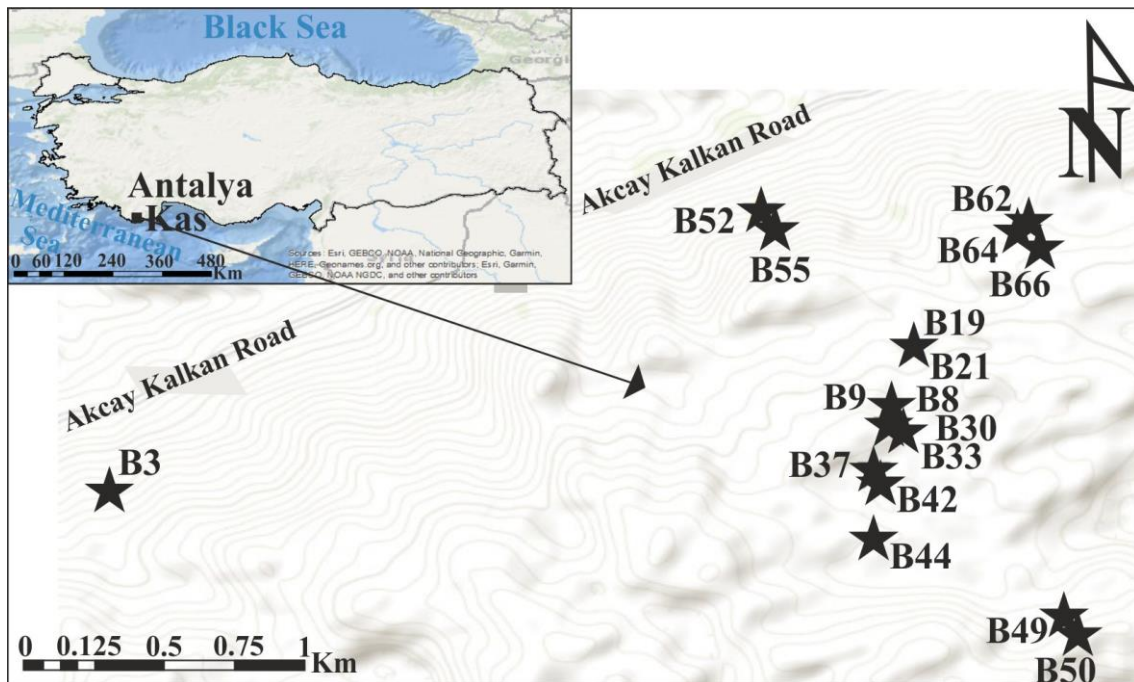 Black Sea
Georgi
Antalya
Kas
Mediterranean
Sea
Sources: Esri, GEBCO, NOAA, National Geographic, Garmin,
HERE, Geonames.org, and other contributors; Esri, Garmin,
GEBCO, NOAA NGDC, and other contributors
0 60 120 240 360 480
Km
N
Akcay Kalkan Road
B52
B55
B62
B64
B66
B19
B21
B9
B8
B30
B33
B37
B42
B44
Akcay Kalkan Road
B3
B49
B50
0 0.125 0.5 0.75 1
Km